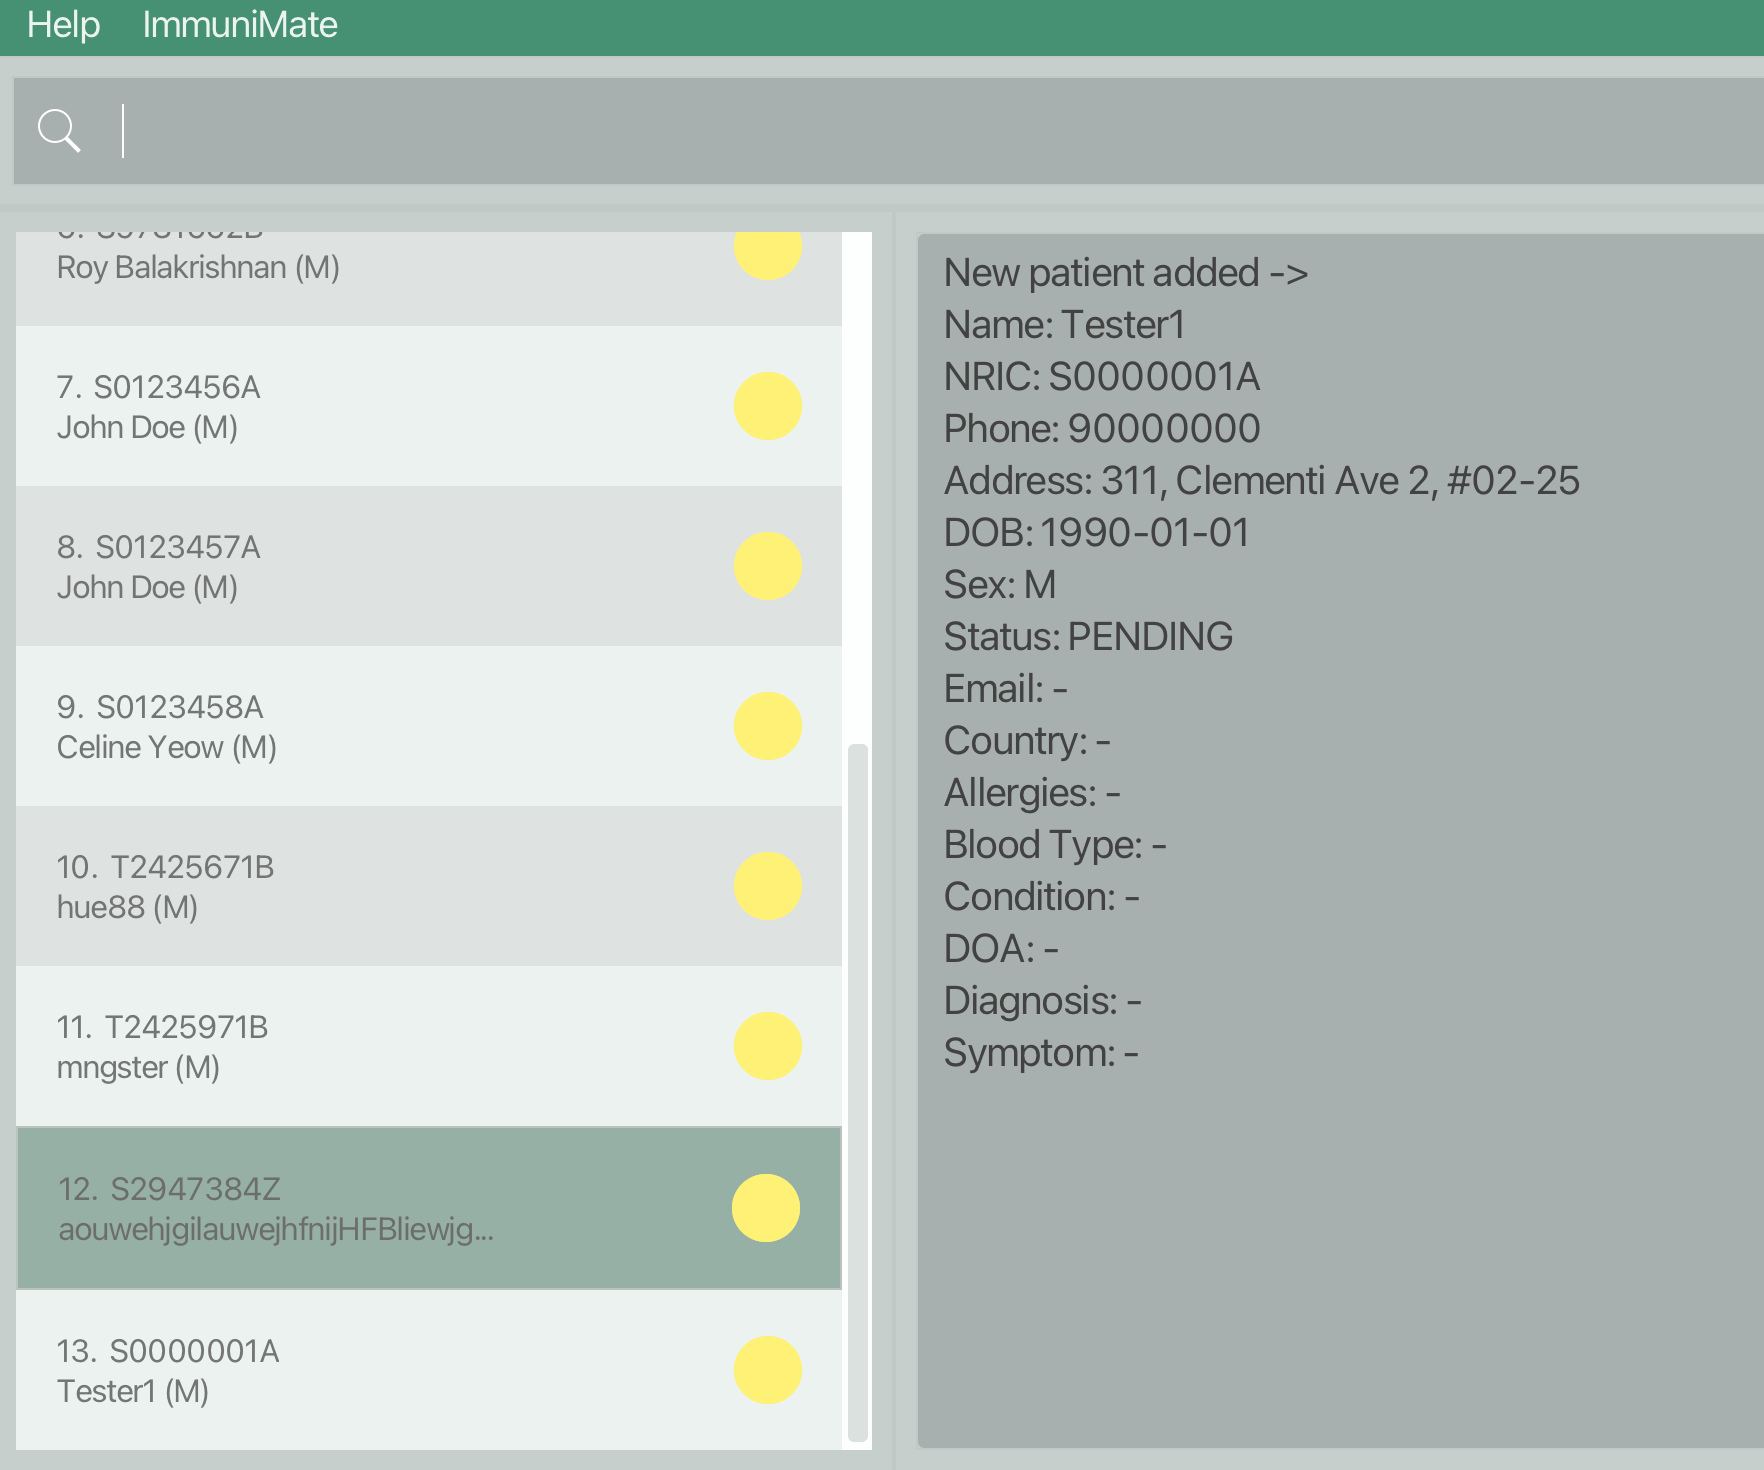 Help ImmuniMate
Roy Balakrishnan (M)
7. S0123456A
John Doe (M)
8. S0123457A
John Doe (M)
9. S0123458A
Celine Yeow (M)
10. T2425671B
hue88 (M)
11. T2425971B
mngster (M)
12. S2947384Z
aouwehjgilauwejhfnijHFBliewjg...
13. S0000001A
Tester1 (M)
New patient added ->
Name: Tester1
NRIC: S0000001A
Phone: 90000000
Address: 311, Clementi Ave 2, #02-25
DOB: 1990-01-01
Sex: M
Status: PENDING
Email: -
Country: -
Allergies: -
Blood Type: -
Condition: -
DOA: -
Diagnosis: -
Symptom: -